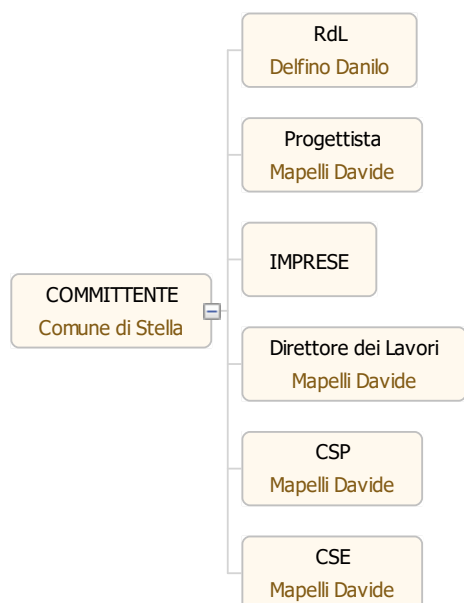 RdL
Delfino Danilo
Progettista
Mapelli Davide
IMPRESE
COMMITTENTE
Comune di Stella
Direttore dei Lavori
Mapelli Davide
CSP
Mapelli Davide
CSE
Mapelli Davide